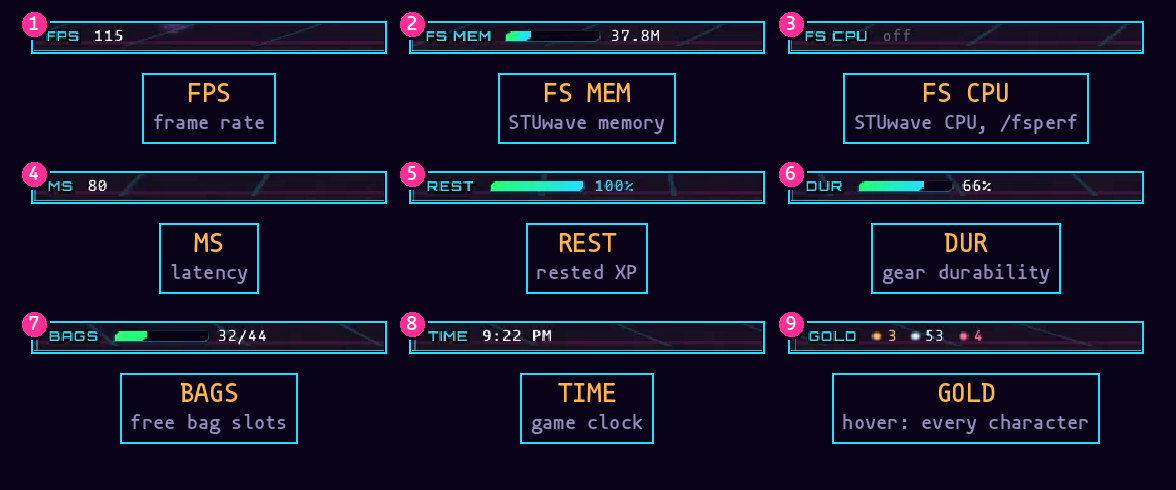 1 2 3
FPS 115 FS MEM 37.8M FS CPU off
FPS FS MEM FS CPU
frame rate STUwave memory STUwave CPU, /fsperf
4 5 6
MS 80 REST 100% DUR 66%
MS REST DUR
latency rested XP gear durability
7 8 9
BAGS 32/44 TIME 9:22 PM GOLD 3 53 4
BAGS TIME GOLD
free bag slots game clock hover: every character